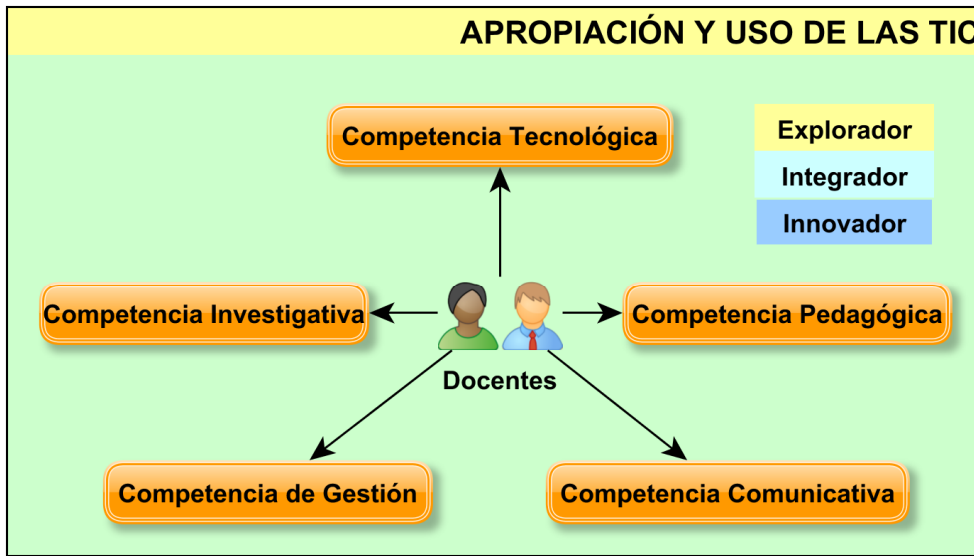 APROPIACIÓN Y USO DE LAS TIC
Competencia Tecnológica
Explorador
Integrador
Innovador
Competencia Investigativa
Competencia Pedagógica
Docentes
Competencia de Gestión
Competencia Comunicativa